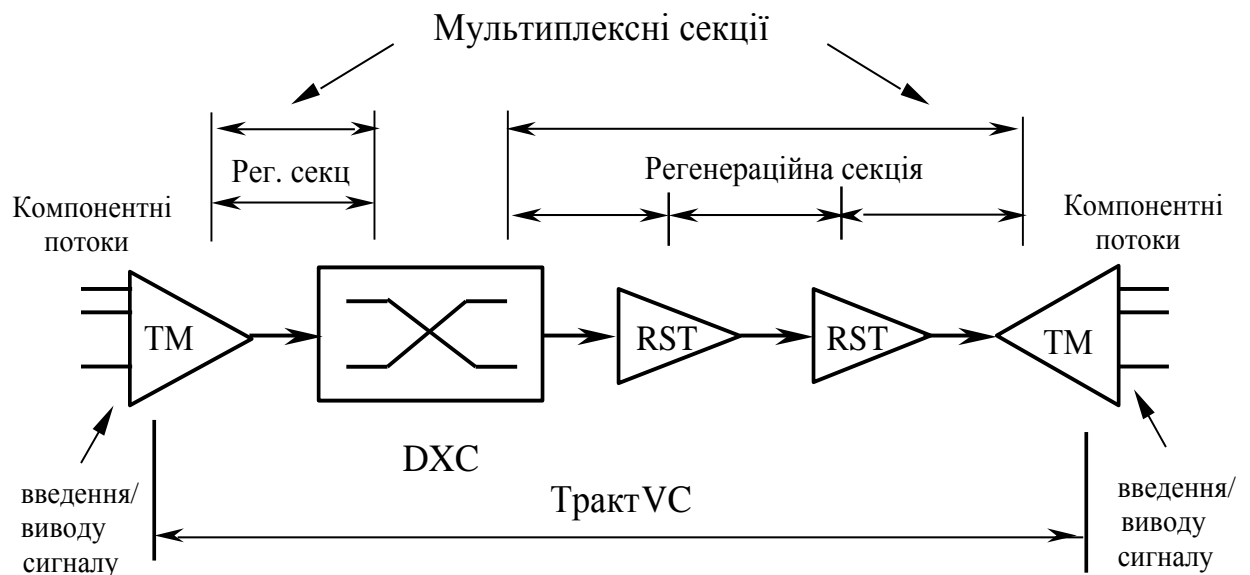 Мультиплексні секції
Рег. секц
Регенераційна секція
Компонентні
потоки
Компонентні
потоки
TM
RST
RST
TM
DXC
ТрактVC
введення/
виводу
сигналу
введення/
виводу
сигналу